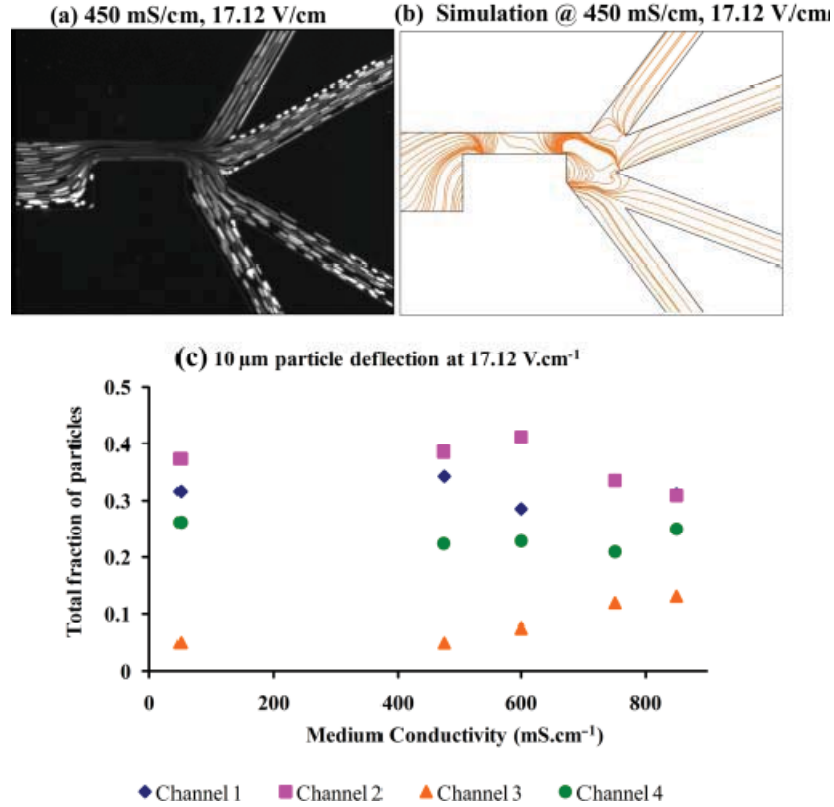 (a) 450 mS/cm, 17.12 V/cm
(b) Simulation @ 450 mS/cm, 17.12 V/cm
(c) 10 µm particle deflection at 17.12 V.cm⁻¹
Total fraction of particles
0.5
0.4
0.3
0.2
0.1
0
0 200 400 600 800
Medium Conductivity (mS.cm⁻¹)
Channel 1 Channel 2 Channel 3 Channel 4